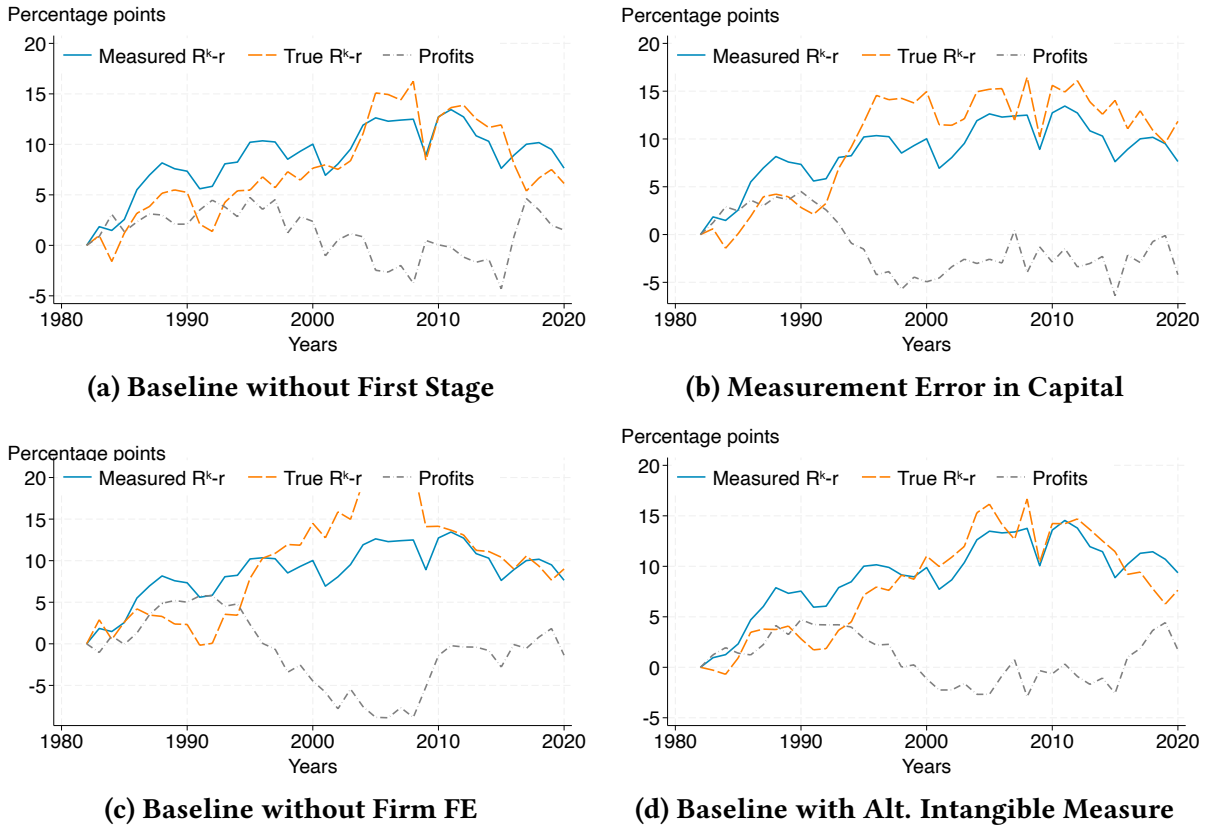 Percentage points
Measured Rᵏ-r True Rᵏ-r Profits
20
15
10
5
0
-5
1980 1990 2000 2010 2020
Years
(a) Baseline without First Stage
Percentage points
Measured Rᵏ-r True Rᵏ-r Profits
20
15
10
5
0
-5
1980 1990 2000 2010 2020
Years
(b) Measurement Error in Capital
Percentage points
Measured Rᵏ-r True Rᵏ-r Profits
20
15
10
5
0
-5
1980 1990 2000 2010 2020
Years
(c) Baseline without Firm FE
Percentage points
Measured Rᵏ-r True Rᵏ-r Profits
20
15
10
5
0
-5
1980 1990 2000 2010 2020
Years
(d) Baseline with Alt. Intangible Measure